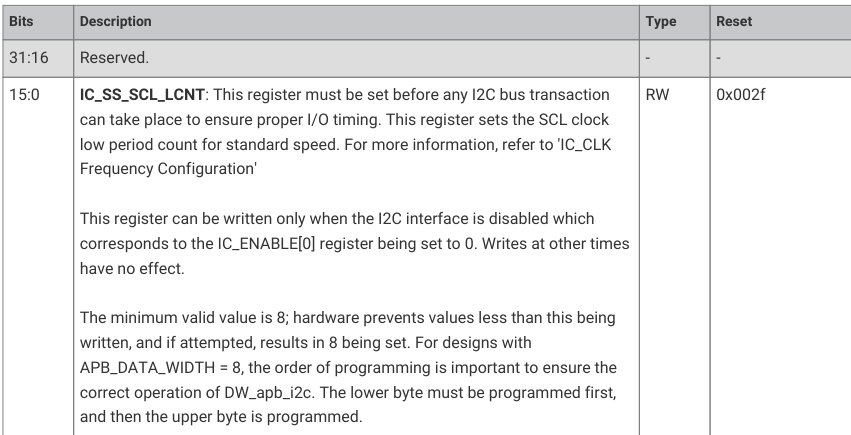 Bits Description Type Reset
31:16 Reserved. - -
15:0 IC_SS_SCL_LCNT: This register must be set before any I2C bus transaction RW 0x002f
can take place to ensure proper I/O timing. This register sets the SCL clock
low period count for standard speed. For more information, refer to 'IC_CLK
Frequency Configuration'
This register can be written only when the I2C interface is disabled which
corresponds to the IC_ENABLE[0] register being set to 0. Writes at other times
have no effect.
The minimum valid value is 8; hardware prevents values less than this being
written, and if attempted, results in 8 being set. For designs with
APB_DATA_WIDTH = 8, the order of programming is important to ensure the
correct operation of DW_apb_i2c. The lower byte must be programmed first,
and then the upper byte is programmed.